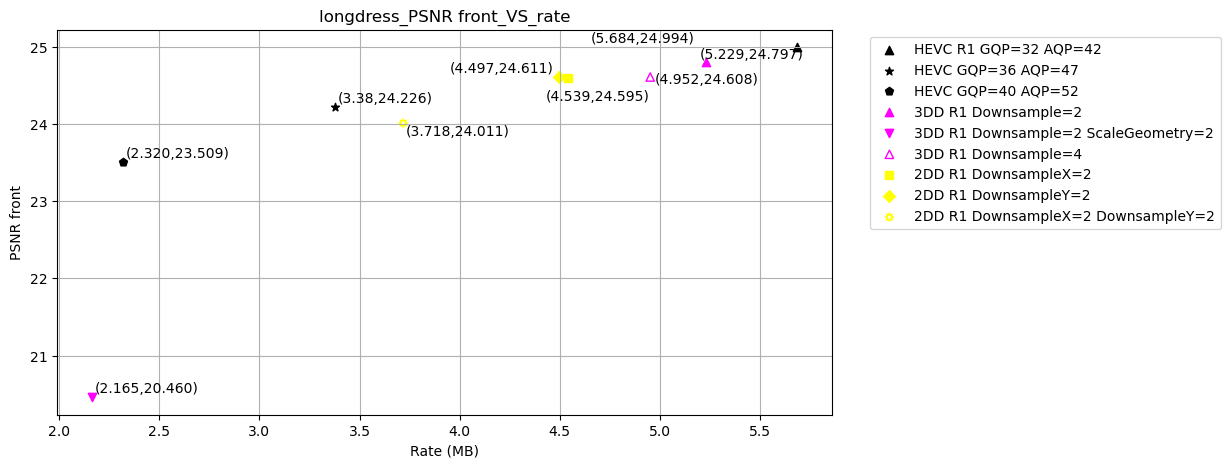 longdress_PSNR front_VS_rate
(5.684,24.994)
(5.229,24.797)
(4.497,24.611)
(4.952,24.608)
(4.539,24.595)
(3.38,24.226)
(3.718,24.011)
(2.320,23.509)
(2.165,20.460)
25
24
23
22
21
PSNR front
2.0 2.5 3.0 3.5 4.0 4.5 5.0 5.5
Rate (MB)
HEVC R1 GQP=32 AQP=42
HEVC GQP=36 AQP=47
HEVC GQP=40 AQP=52
3DD R1 Downsample=2
3DD R1 Downsample=2 ScaleGeometry=2
3DD R1 Downsample=4
2DD R1 DownsampleX=2
2DD R1 DownsampleY=2
2DD R1 DownsampleX=2 DownsampleY=2